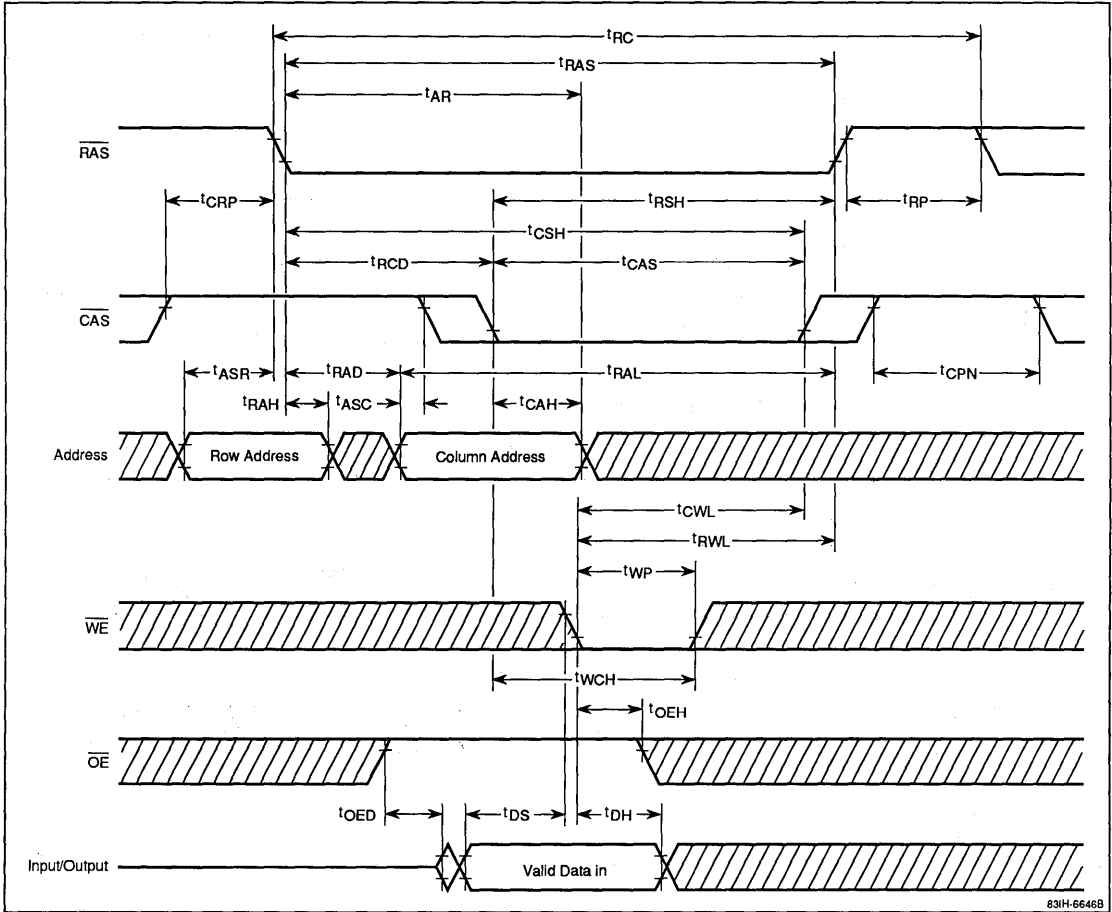 tRC
tRAS
tAR
RAS
tCRP
tRSH
tRP
tCSH
tRCD
tCAS
CAS
tASR
tRAD
tRAL
tCPN
tRAH
tASC
tCAH
Address
Row Address
Column Address
tCWL
tRWL
tWP
WE
tWCH
tOEH
OE
tOED
tDS
tDH
Input/Output
Valid Data in
83IH-6646B